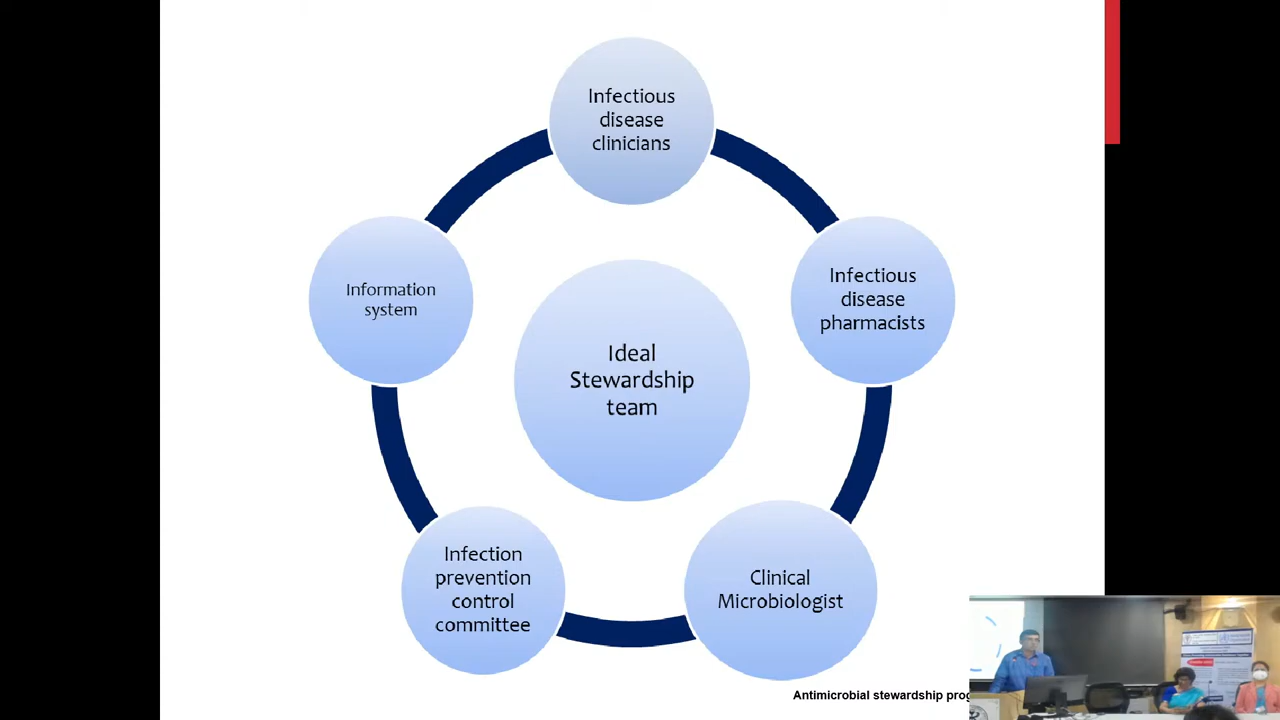 Infectious
disease
clinicians
Infectious
disease
pharmacists
Clinical
Microbiologist
Infection
prevention
control
committee
Information
system
Ideal
Stewardship
team
Antimicrobial stewardship